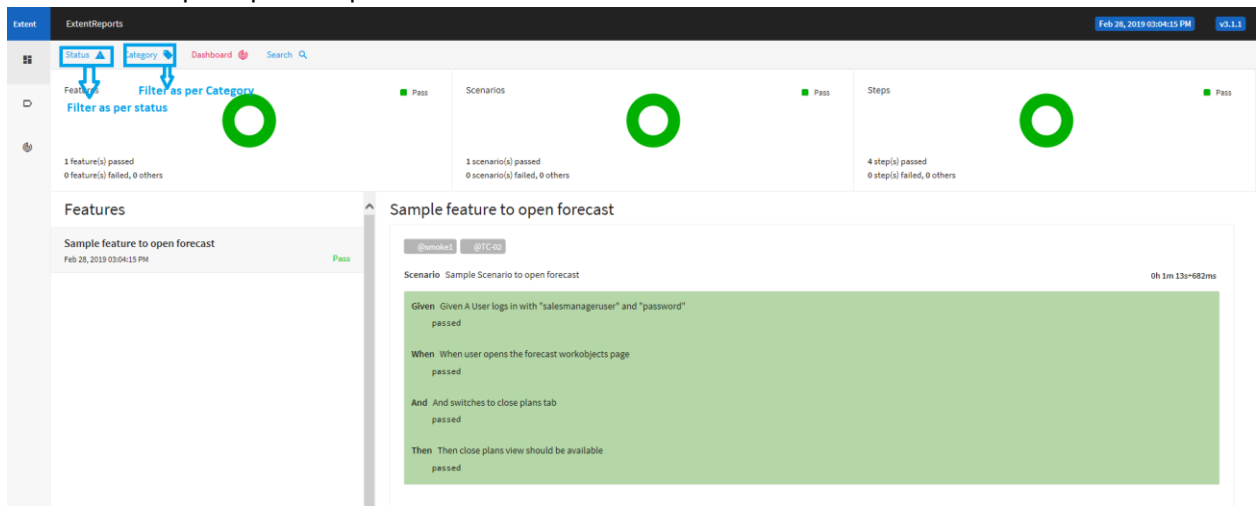 Extent ExtentReports Feb 28, 2019 03:04:15 PM v3.1.1
Status Category Dashboard Search
Features Filter as per Category Pass Scenarios Pass Steps Pass
Filter as per status
1 feature(s) passed 1 scenario(s) passed 4 step(s) passed
0 feature(s) failed, 0 others 0 scenario(s) failed, 0 others 0 step(s) failed, 0 others
Features
Sample feature to open forecast
Feb 28, 2019 03:04:15 PM Pass
Sample feature to open forecast
@smoke1 @TC-02
Scenario Sample Scenario to open forecast 0h 1m 13s+682ms
Given Given A User logs in with "salesmanageruser" and "password"
passed
When When user opens the forecast workobjects page
passed
And And switches to close plans tab
passed
Then Then close plans view should be available
passed